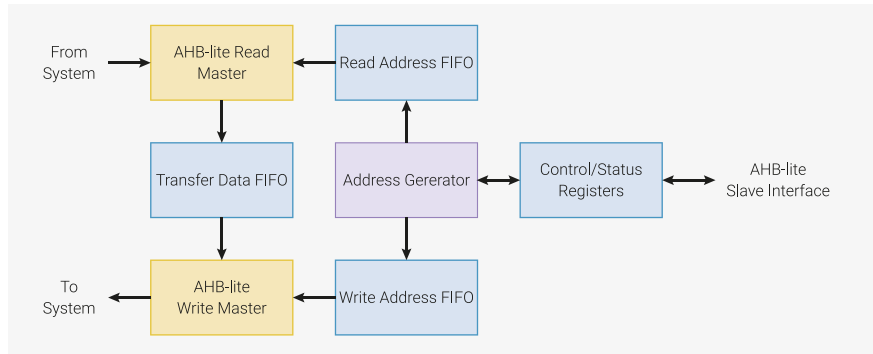 From
System
AHB-lite Read
Master
Read Address FIFO
Transfer Data FIFO
Address Gererator
Control/Status
Registers
AHB-lite
Slave Interface
To
System
AHB-lite
Write Master
Write Address FIFO